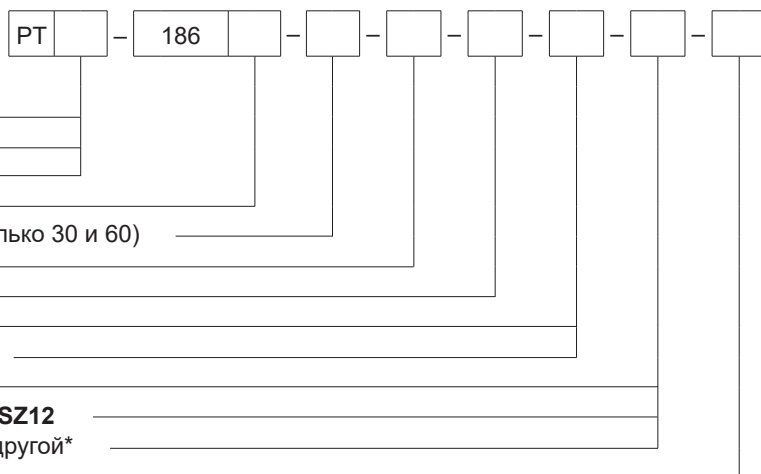 PT – 186 – – – – – –
лько 30 и 60)
SZ12
другой*